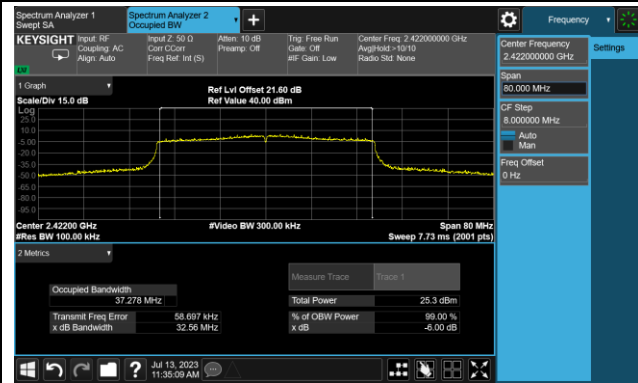 Spectrum Analyzer 1
Swept SA
Spectrum Analyzer 2
Occupied BW
Frequency
KEYSIGHT
Input: RF
Coupling: AC
Align: Auto
Input Z: 50 Ω
Corr CCorr
Freq Ref: Int (S)
Atten: 10 dB
Preamp: Off
Trig: Free Run
Gate: Off
#IF Gain: Low
Center Freq: 2.422000000 GHz
Avg|Hold:>10/10
Radio Std: None
Center Frequency
2.422000000 GHz
Settings
Span
80.000 MHz
CF Step
8.000000 MHz
Auto
Man
Freq Offset
0 Hz
1 Graph
Scale/Div 15.0 dB
Ref Lvl Offset 21.60 dB
Ref Value 40.00 dBm
Log
25.0
10.0
-5.00
-20.0
-35.0
-50.0
-65.0
-80.0
-95.0
Center 2.42200 GHz
#Res BW 100.00 kHz
#Video BW 300.00 kHz
Span 80 MHz
Sweep 7.73 ms (2001 pts)
2 Metrics
Measure Trace
Trace 1
Occupied Bandwidth
37.278 MHz
Total Power
25.3 dBm
Transmit Freq Error
58.697 kHz
% of OBW Power
99.00 %
x dB Bandwidth
32.56 MHz
x dB
-6.00 dB
Jul 13, 2023
11:35:09 AM